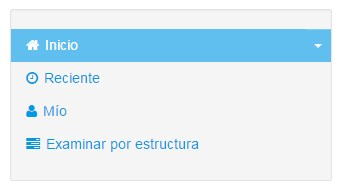 Inicio
Reciente
Mío
Examinar por estructura